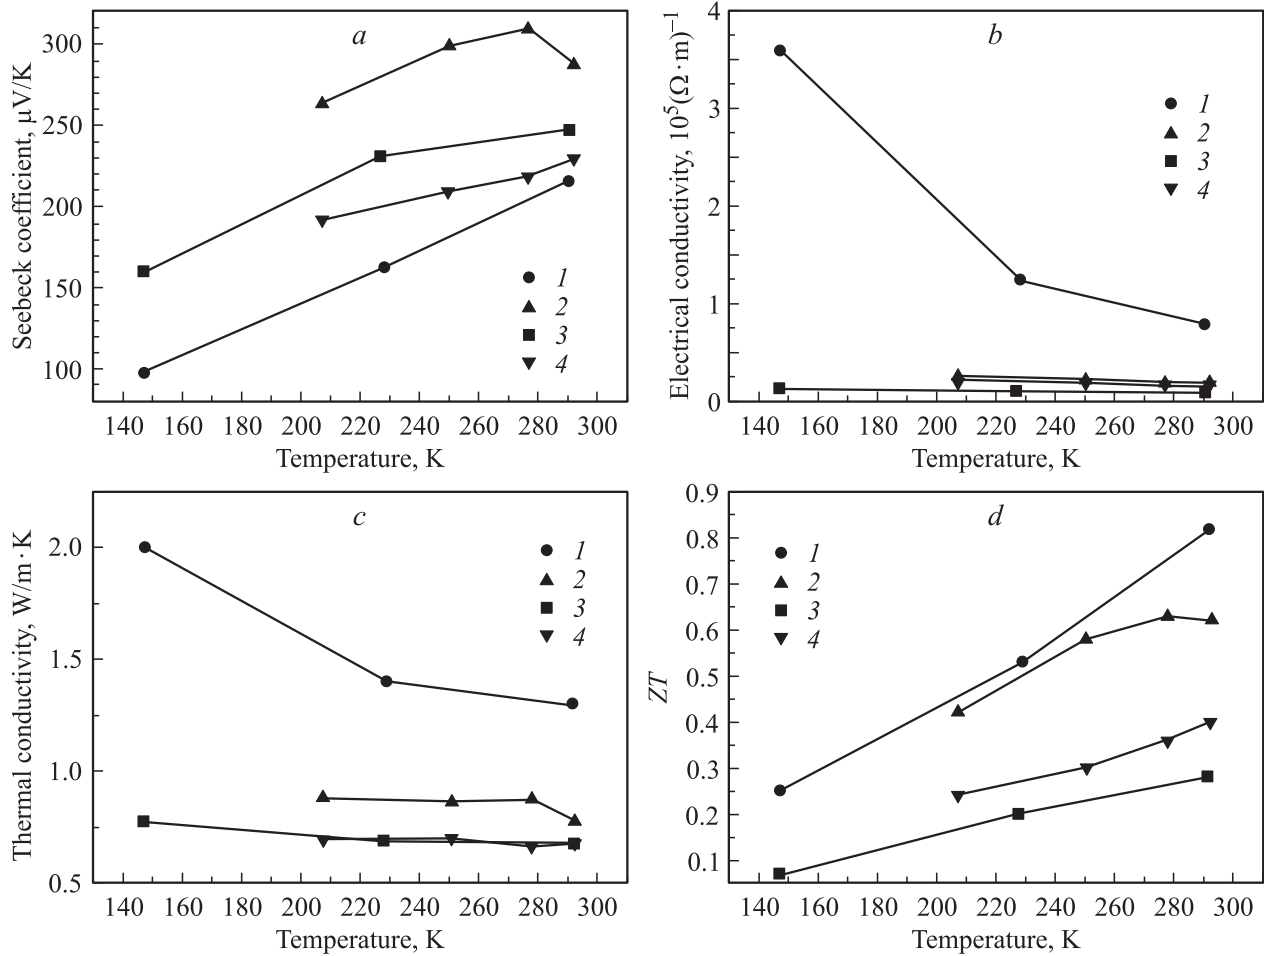 a
Seebeck coefficient, µV/K
300
250
200
150
100
1
2
3
4
140 160 180 200 220 240 260 280 300
Temperature, K
b
Electrical conductivity, 10⁵(Ω·m)⁻¹
4
3
2
1
0
1
2
3
4
140 160 180 200 220 240 260 280 300
Temperature, K
c
Thermal conductivity, W/m·K
2.0
1.5
1.0
0.5
1
2
3
4
140 160 180 200 220 240 260 280 300
Temperature, K
d
ZT
0.9
0.8
0.7
0.6
0.5
0.4
0.3
0.2
0.1
1
2
3
4
140 160 180 200 220 240 260 280 300
Temperature, K